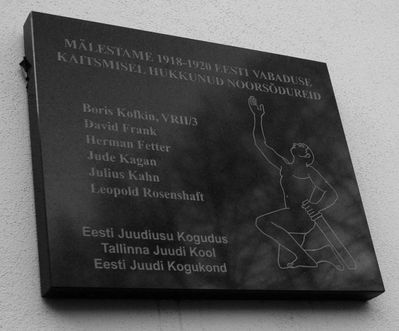 MÄLESTAME 1918-1920 EESTI VABADUSE
KAITSMISEL HUKKUNUD NOORSÕDUREID
Boris Kofkin, VRII/3
David Frank
Herman Fetter
Jude Kagan
Julius Kahn
Leopold Rosenshaft
Eesti Juudiusu Kogudus
Tallinna Juudi Kool
Eesti Juudi Kogukond